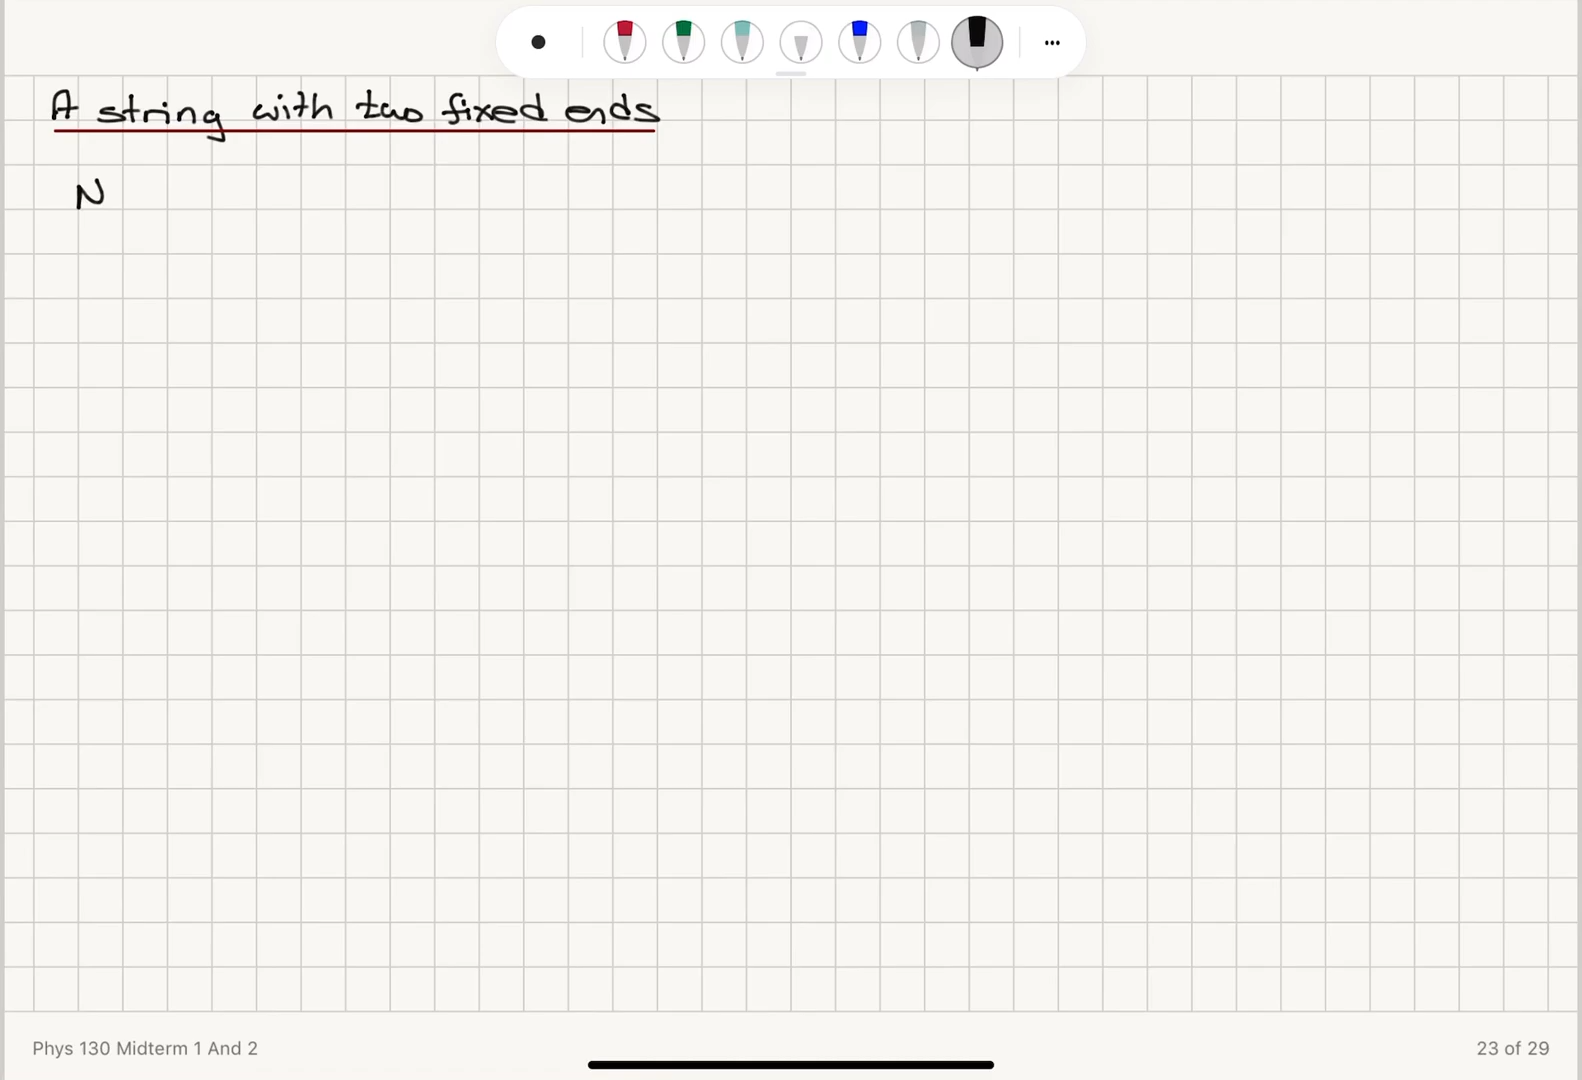 A string with two fixed ends
N
Phys 130 Midterm 1 And 2
23 of 29